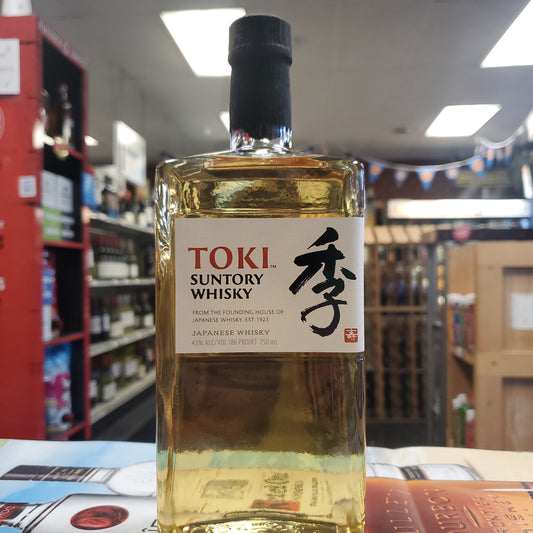 TOKI™
SUNTORY
WHISKY
季
FROM THE FOUNDING HOUSE OF
JAPANESE WHISKY, EST. 1923
JAPANESE WHISKY
43% ALC/VOL (86 PROOF) 750 mL